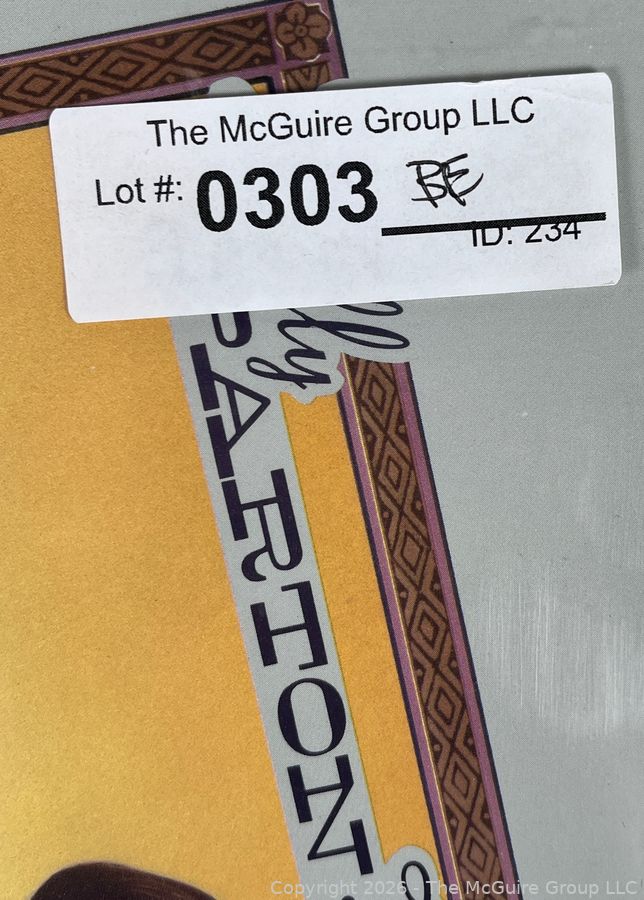 The McGuire Group LLC
Lot #: 0303 BE
ID: 234
lly
PARTON
Copyright 2026 - The McGuire Group LLC